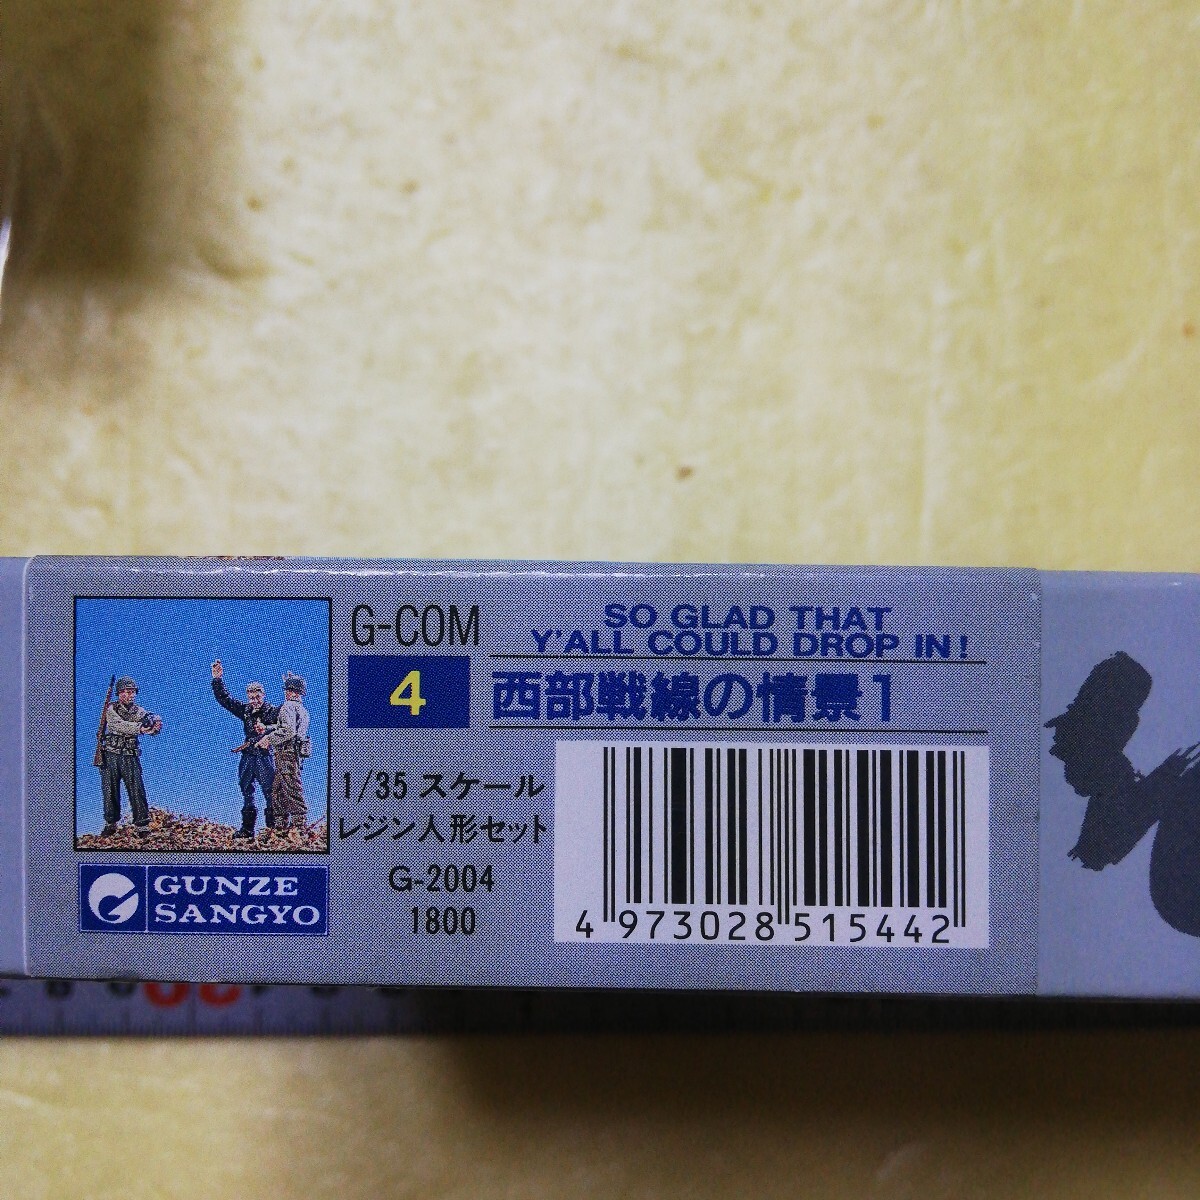 G-COM
4
SO GLAD THAT
Y'ALL COULD DROP IN!
西部戦線の情景1
1/35 スケール
レジン人形セット
G-2004
1800
GUNZE
SANGYO
4 973028 515442